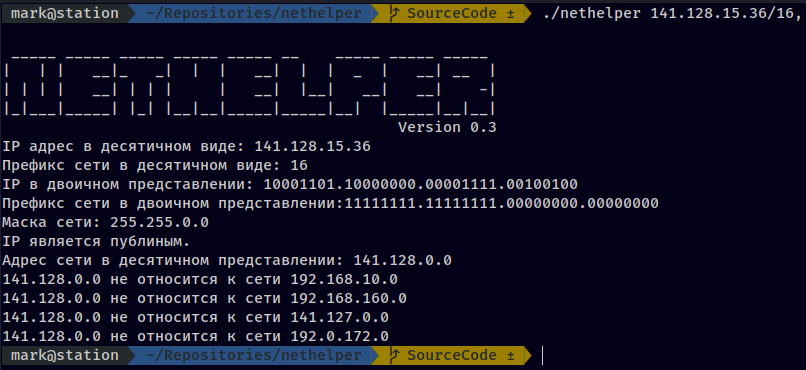 mark@station ~/Repositories/nethelper SourceCode ± ./nethelper 141.128.15.36/16,
NETHELPER
Version 0.3
IP адрес в десятичном виде: 141.128.15.36
Префикс сети в десятичном виде: 16
IP в двоичном представлении: 10001101.10000000.00001111.00100100
Префикс сети в двоичном представлении:11111111.11111111.00000000.00000000
Маска сети: 255.255.0.0
IP является публиным.
Адрес сети в десятичном представлении: 141.128.0.0
141.128.0.0 не относится к сети 192.168.10.0
141.128.0.0 не относится к сети 192.168.160.0
141.128.0.0 не относится к сети 141.127.0.0
141.128.0.0 не относится к сети 192.0.172.0
mark@station ~/Repositories/nethelper SourceCode ±